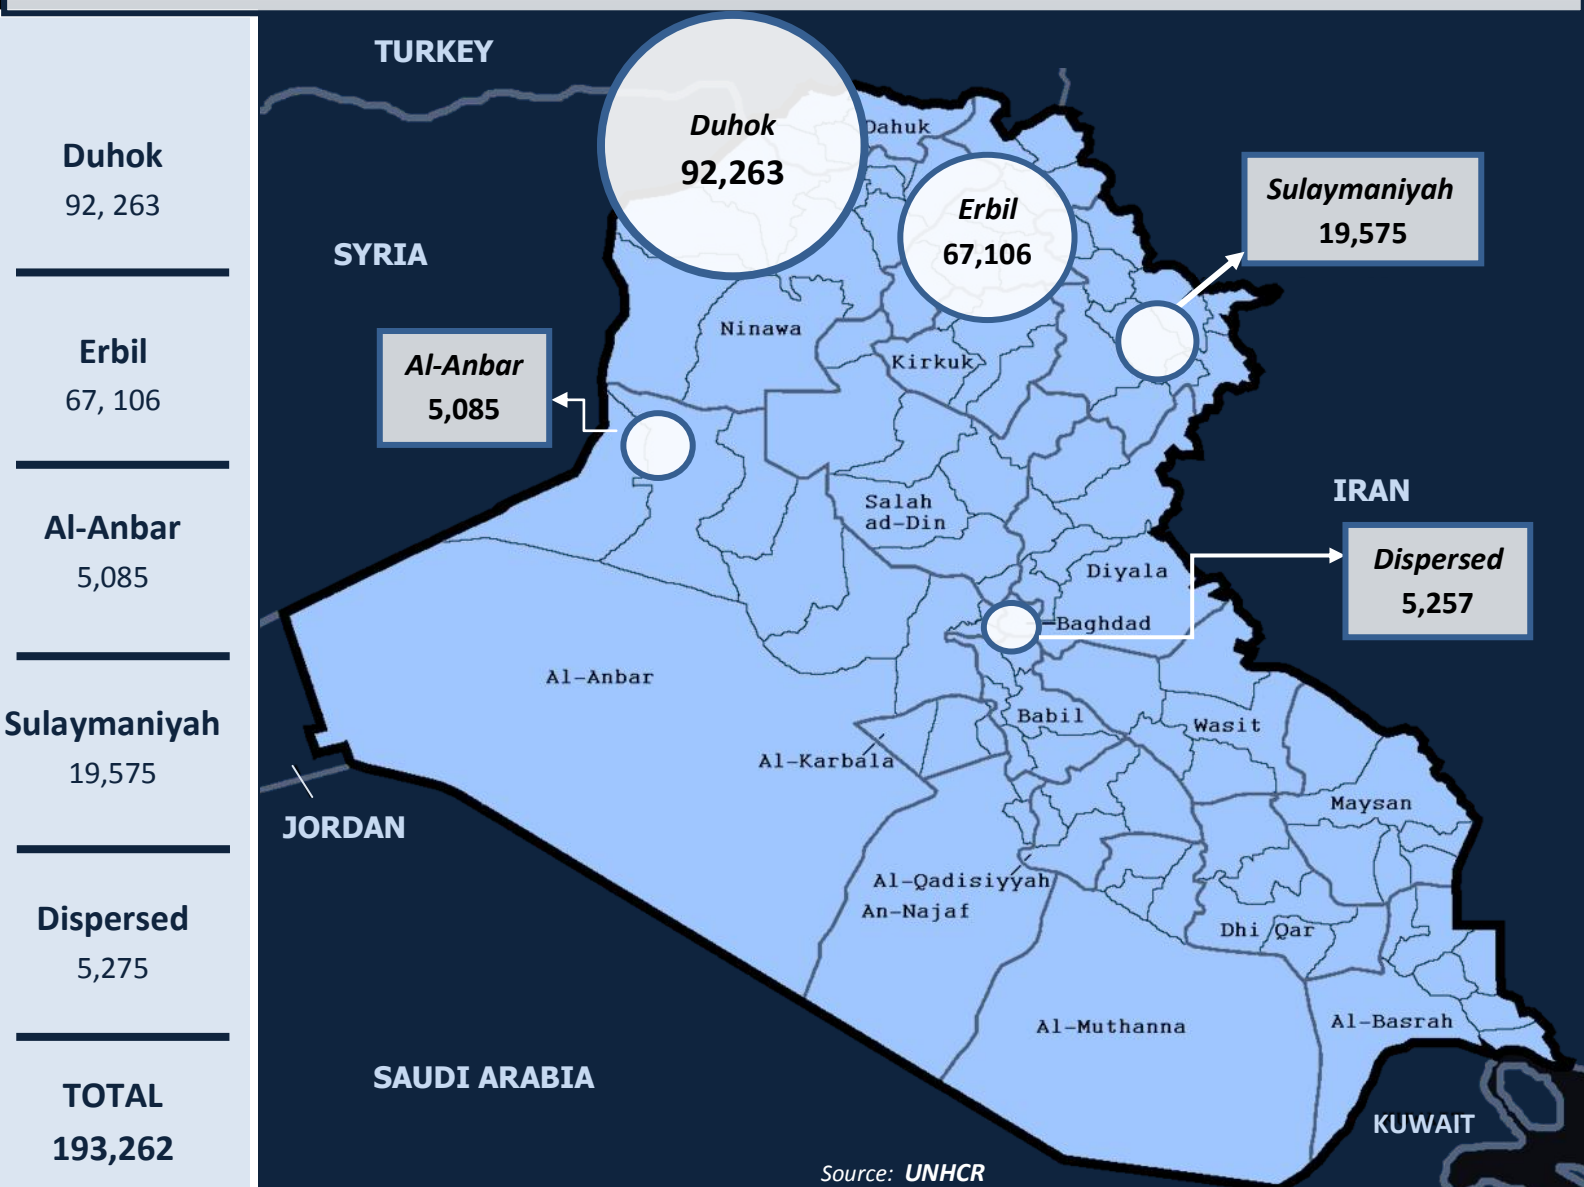 Duhok
92, 263
Erbil
67, 106
Al-Anbar
5,085
Sulaymaniyah
19,575
Dispersed
5,275
TOTAL
193,262
TURKEY
Duhok
92,263
Dahuk
Erbil
67,106
Sulaymaniyah
19,575
SYRIA
Ninawa
Al-Anbar
5,085
Kirkuk
IRAN
Salah
ad-Din
Dispersed
5,257
Diyala
Baghdad
Al-Anbar
Babil
Wasit
Al-Karbala
JORDAN
Maysan
Al-Qadisiyyah
An-Najaf
Dhi Qar
Al-Muthanna
Al-Basrah
SAUDI ARABIA
KUWAIT
Source: UNHCR